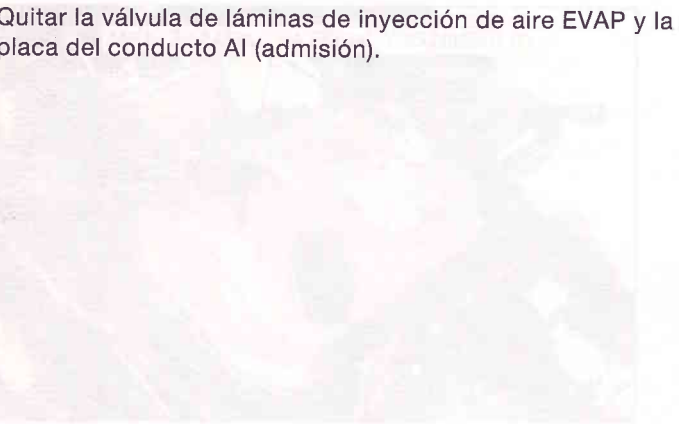 Quitar la válvula de láminas de inyección de aire EVAP y la
placa del conducto AI (admisión).